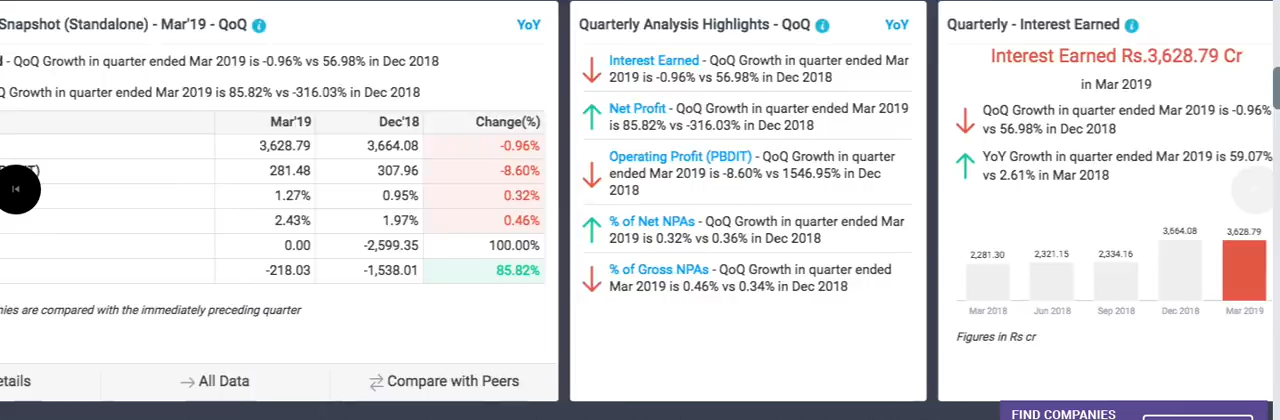 Snapshot (Standalone) - Mar'19 - QoQ
YoY
- QoQ Growth in quarter ended Mar 2019 is -0.96% vs 56.98% in Dec 2018
Q Growth in quarter ended Mar 2019 is 85.82% vs -316.03% in Dec 2018
Mar'19 Dec'18 Change(%)
3,628.79 3,664.08 -0.96%
281.48 307.96 -8.60%
1.27% 0.95% 0.32%
2.43% 1.97% 0.46%
0.00 -2,599.35 100.00%
-218.03 -1,538.01 85.82%
are compared with the immediately preceding quarter
All Data
Compare with Peers
Quarterly Analysis Highlights - QoQ
YoY
Interest Earned - QoQ Growth in quarter ended Mar
2019 is -0.96% vs 56.98% in Dec 2018
Net Profit - QoQ Growth in quarter ended Mar 2019
is 85.82% vs -316.03% in Dec 2018
Operating Profit (PBDIT) - QoQ Growth in quarter
ended Mar 2019 is -8.60% vs 1546.95% in Dec
2018
% of Net NPAs - QoQ Growth in quarter ended Mar
2019 is 0.32% vs 0.36% in Dec 2018
% of Gross NPAs - QoQ Growth in quarter ended
Mar 2019 is 0.46% vs 0.34% in Dec 2018
Quarterly - Interest Earned
Interest Earned Rs.3,628.79 Cr
in Mar 2019
QoQ Growth in quarter ended Mar 2019 is -0.96%
vs 56.98% in Dec 2018
YoY Growth in quarter ended Mar 2019 is 59.07%
vs 2.61% in Mar 2018
2,281.30 2,321.15 2,334.16 3,664.08 3,628.79
Mar 2018 Jun 2018 Sep 2018 Dec 2018 Mar 2019
Figures in Rs cr
FIND COMPANIES